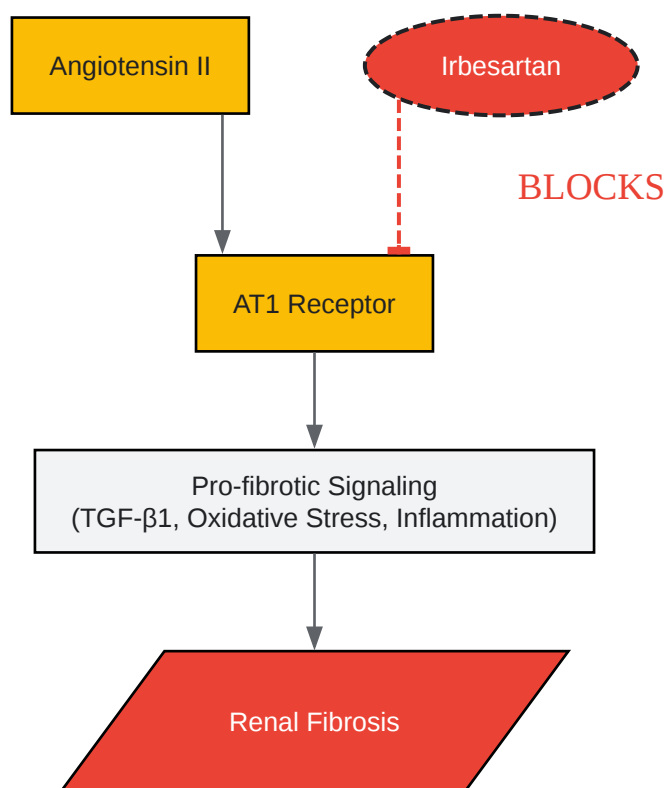 Angiotensin II
Irbesartan
BLOCKS
AT1 Receptor
Pro-fibrotic Signaling
(TGF-β1, Oxidative Stress, Inflammation)
Renal Fibrosis